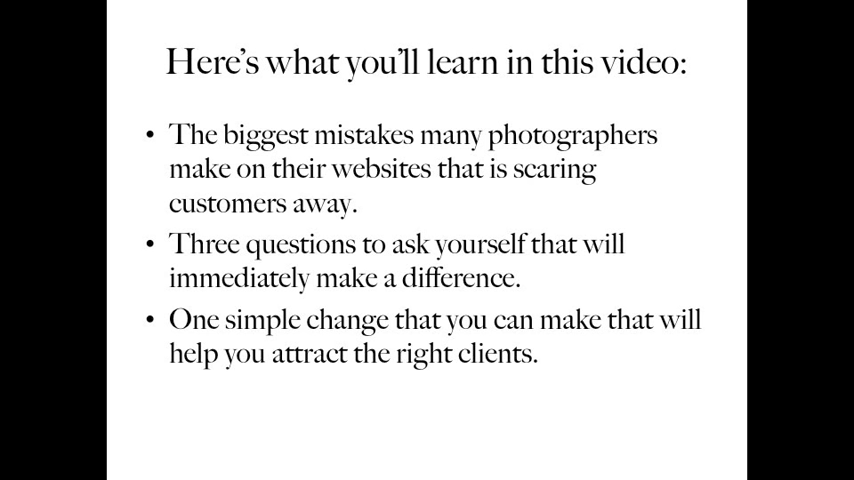 Here’s what you’ll learn in this video:
• The biggest mistakes many photographers
make on their websites that is scaring
customers away.
• Three questions to ask yourself that will
immediately make a difference.
• One simple change that you can make that will
help you attract the right clients.